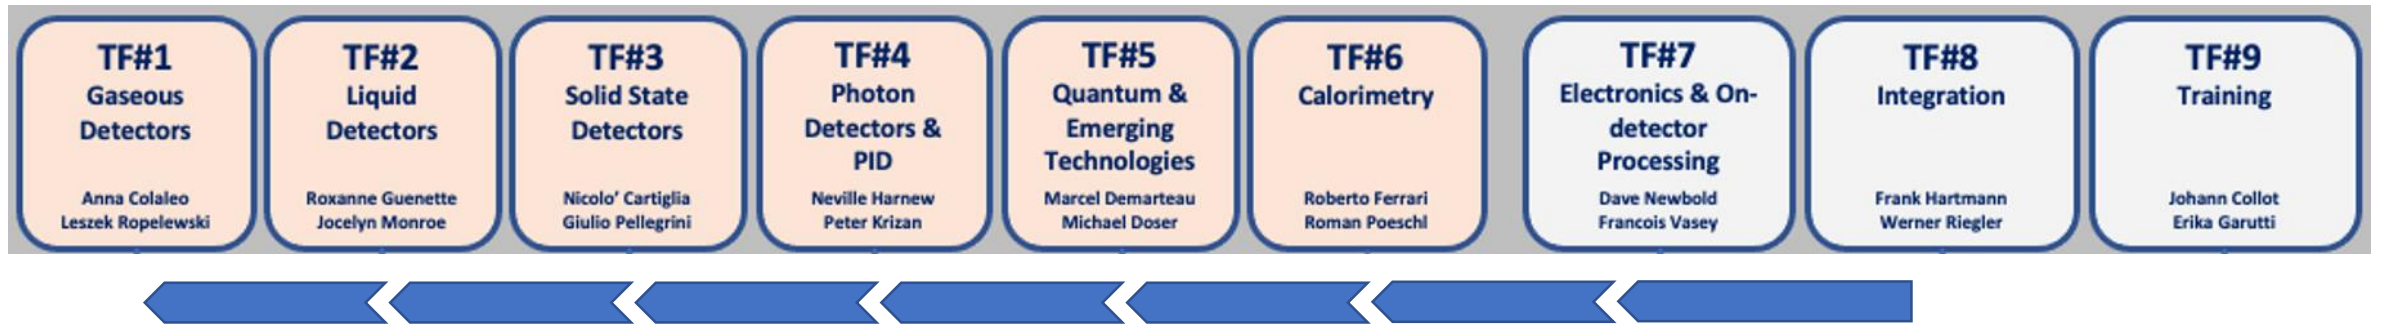 TF#1
Gaseous
Detectors
Anna Colaleo
Leszek Ropelewski
TF#2
Liquid
Detectors
Roxanne Guenette
Jocelyn Monroe
TF#3
Solid State
Detectors
Nicolo’ Cartiglia
Giulio Pellegrini
TF#4
Photon
Detectors &
PID
Neville Harnew
Peter Krizan
TF#5
Quantum &
Emerging
Technologies
Marcel Demarteau
Michael Doser
TF#6
Calorimetry
Roberto Ferrari
Roman Poeschl
TF#7
Electronics & On-
detector
Processing
Dave Newbold
Francois Vasey
TF#8
Integration
Frank Hartmann
Werner Riegler
TF#9
Training
Johann Collot
Erika Garutti